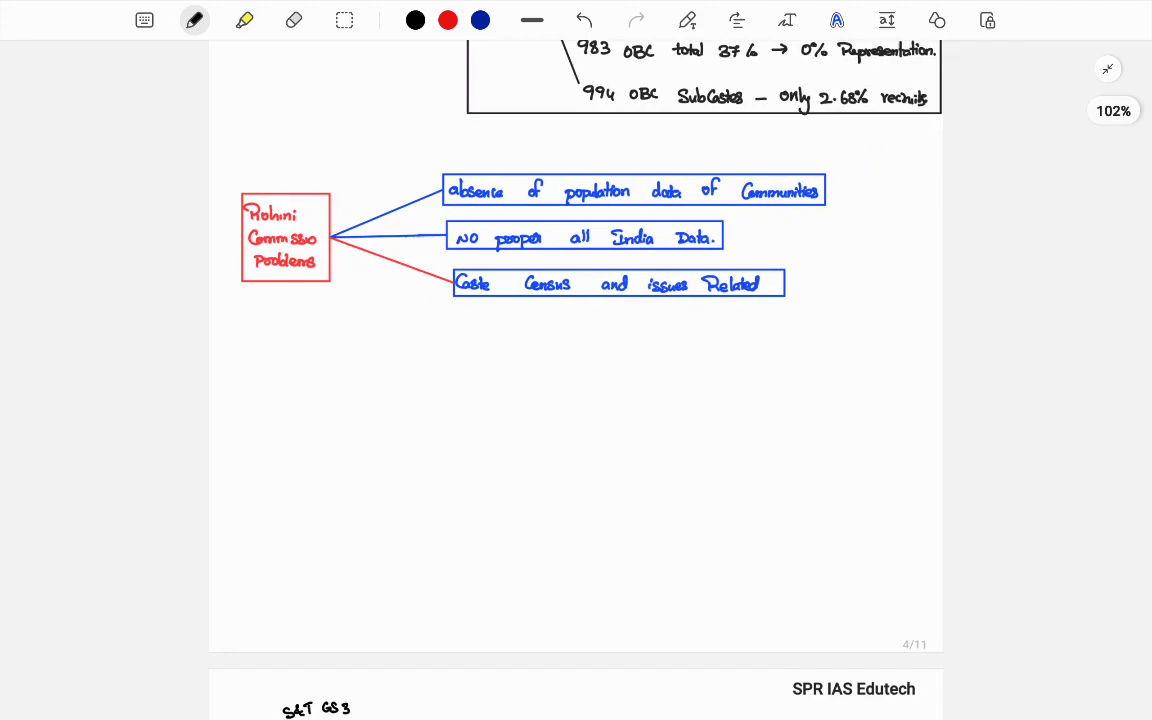 102%
983 OBC total 37% → 0% Representation.
994 OBC SubCastes - only 2.68% recruits
absence of population data of Communities
Rohini
Commssio
Problems
NO proper all India Data.
Caste Census and issues Related
4/11
SPR IAS Edutech
S&T GS3